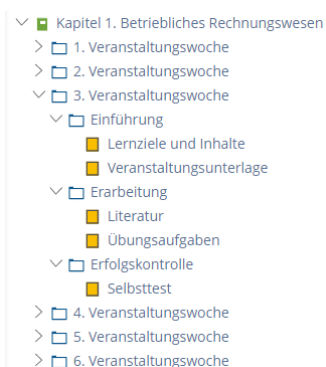 Kapitel 1. Betriebliches Rechnungswesen
1. Veranstaltungswoche
2. Veranstaltungswoche
3. Veranstaltungswoche
Einführung
Lernziele und Inhalte
Veranstaltungsunterlage
Erarbeitung
Literatur
Übungsaufgaben
Erfolgskontrolle
Selbsttest
4. Veranstaltungswoche
5. Veranstaltungswoche
6. Veranstaltungswoche